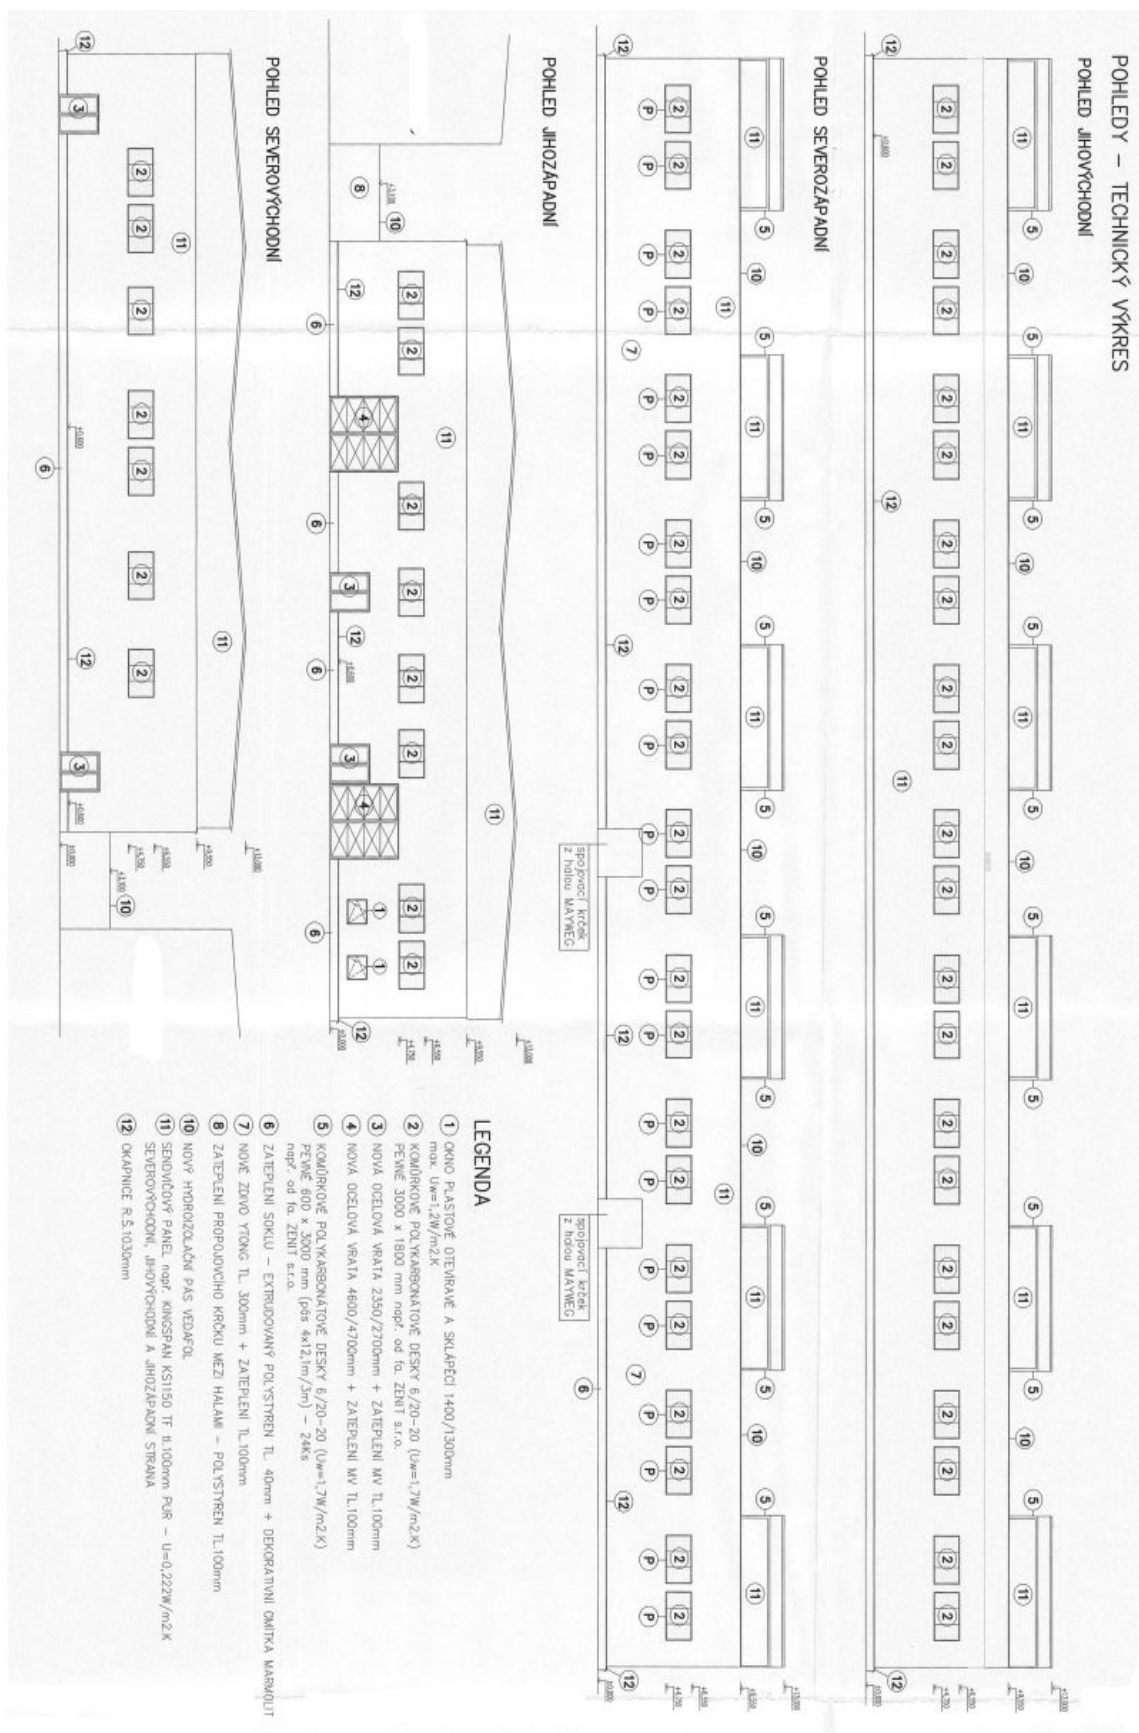 POHLEDY – TECHNICKÝ VÝKRES
POHLED JIHOVÝCHODNÍ
POHLED SEVEROZÁPADNÍ
spojovací krček
z halou MAYWEG
spojovací krček
z halou MAYWEG
POHLED JIHOZÁPADNÍ
POHLED SEVEROVÝCHODNÍ
LEGENDA
1 OKNO PLASTOVÉ OTEVÍRAVÉ A SKLÁPĚCÍ 1400/1300mm
max. Uw=1,2W/m2.K
2 KOMŮRKOVÉ POLYKARBONÁTOVÉ DESKY 6/20-20 (Uw=1,7W/m2.K)
PEVNÉ 3000 x 1800 mm např. od fa. ZENIT s.r.o.
3 NOVÁ OCELOVÁ VRATA 2350/2700mm + ZATEPLENÍ MV TL.100mm
4 NOVÁ OCELOVÁ VRATA 4600/4700mm + ZATEPLENÍ MV TL.100mm
5 KOMŮRKOVÉ POLYKARBONÁTOVÉ DESKY 6/20-20 (Uw=1,7W/m2.K)
PEVNÉ 600 x 3000 mm (pás 4x12,1m/3m) – 24Ks
např. od fa. ZENIT s.r.o.
6 ZATEPLENÍ SOKLU – EXTRUDOVANÝ POLYSTYREN TL. 40mm + DEKORATIVNÍ OMÍTKA MARMOLIT
7 NOVÉ ZDIVO YTONG TL. 300mm + ZATEPLENÍ TL.100mm
8 ZATEPLENÍ PROPOJOVCÍHO KRČKU MEZI HALAMI – POLYSTYREN TL.100mm
10 NOVÝ HYDROIZOLAČNÍ PÁS VEDAFOL
11 SENDVIČOVÝ PANEL např. KINGSPAN KS1150 TF tl.100mm PUR – U=0,222W/m2.K
SEVEROVÝCHODNÍ, JIHOVÝCHODNÍ A JIHOZÁPADNÍ STRANA
12 OKAPNICE R.Š.1030mm